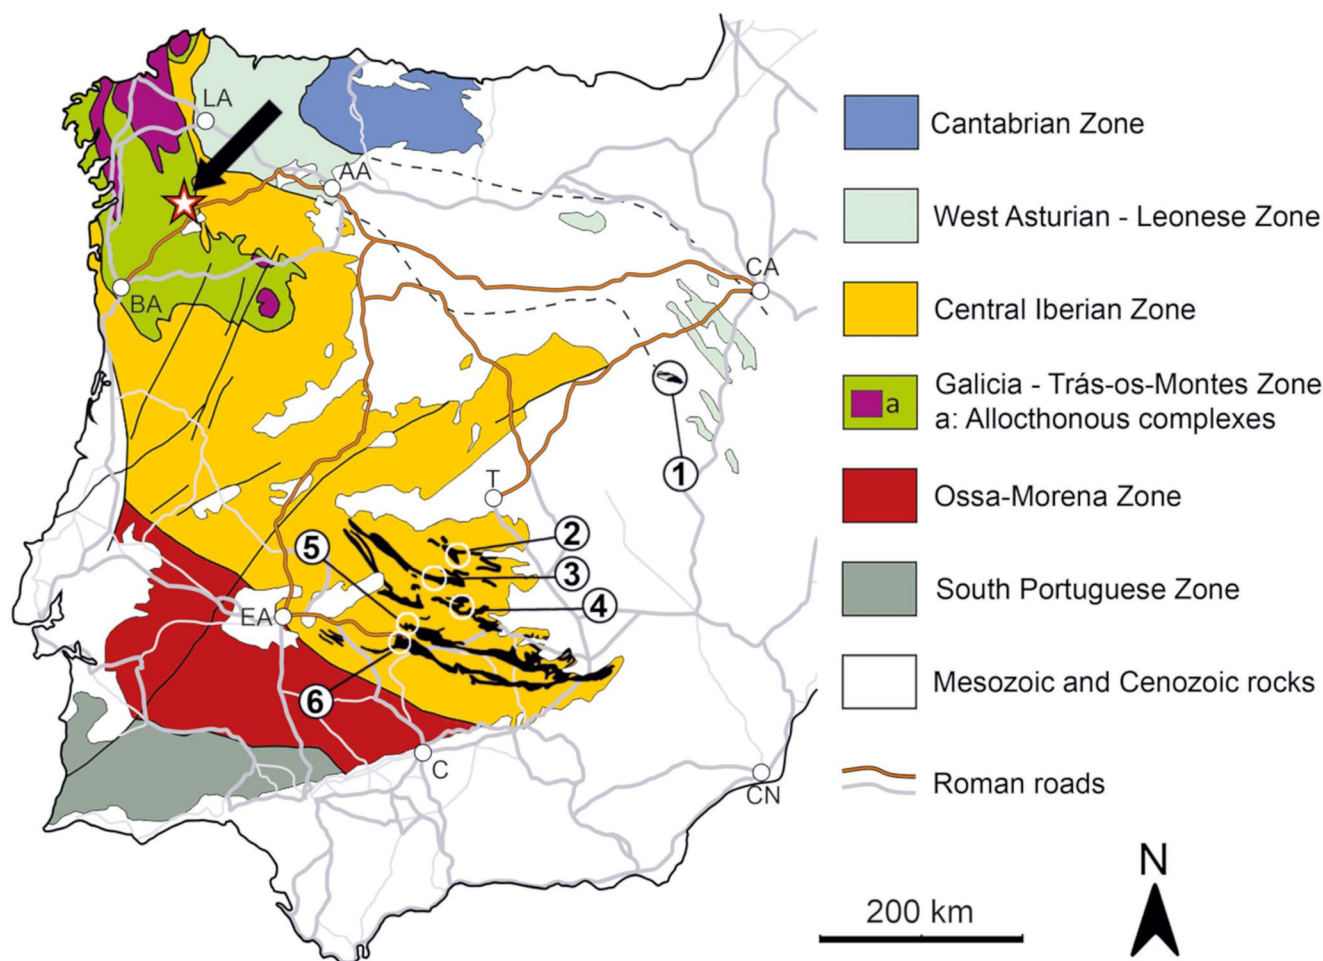 LA
AA
BA
CA
T
EA
C
CN
1
2
3
4
5
6
Cantabrian Zone
West Asturian - Leonese Zone
Central Iberian Zone
a
Galicia - Trás-os-Montes Zone
a: Allocthonous complexes
Ossa-Morena Zone
South Portuguese Zone
Mesozoic and Cenozoic rocks
Roman roads
200 km
N